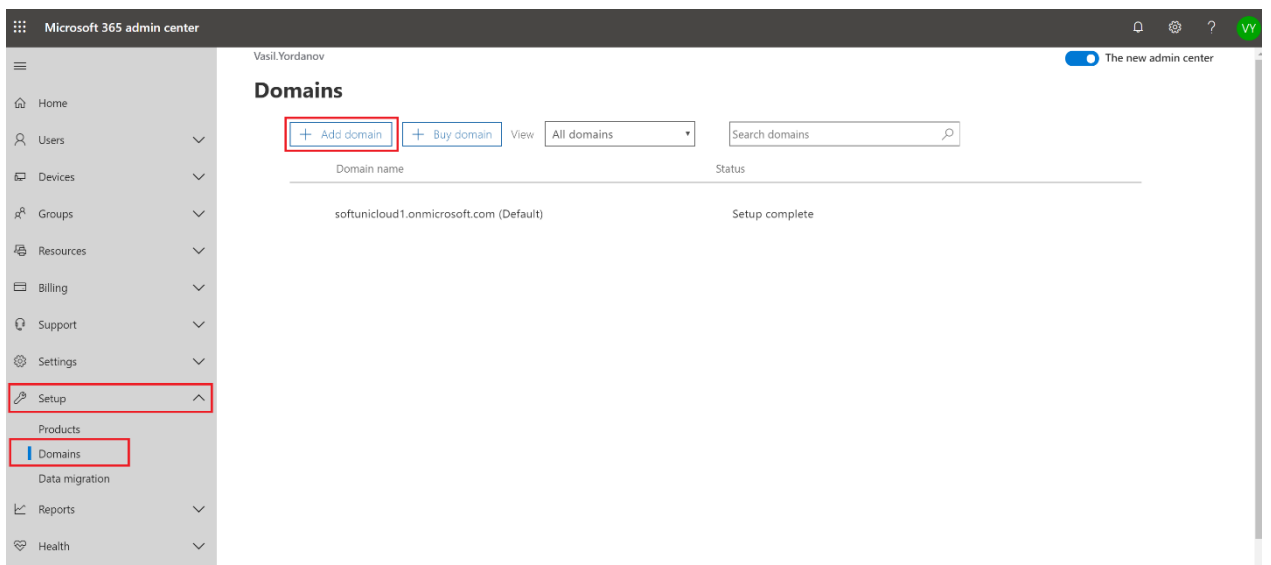 Microsoft 365 admin center
?
VY
Vasil.Yordanov
The new admin center
Home
Users
Devices
Groups
Resources
Billing
Support
Settings
Setup
Products
Domains
Data migration
Reports
Health
Domains
+ Add domain + Buy domain View All domains Search domains
Domain name Status
softunicloud1.onmicrosoft.com (Default) Setup complete